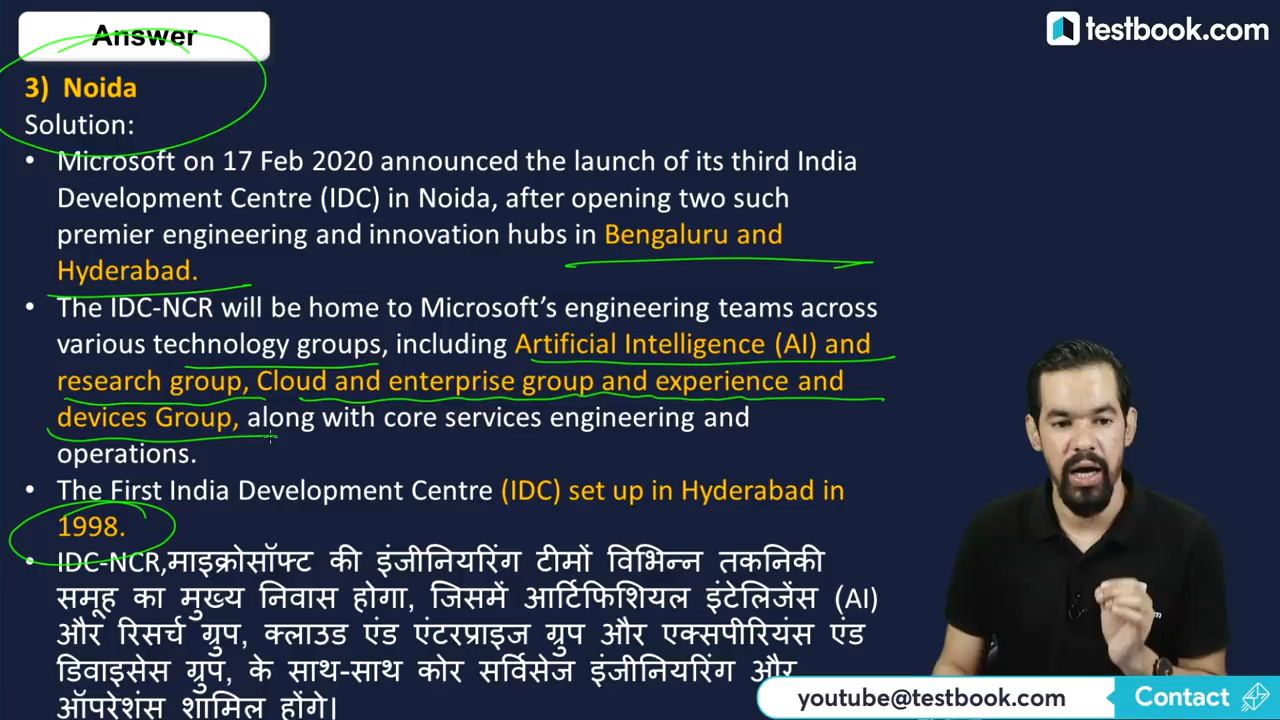 Answer
testbook.com
3) Noida
Solution:
• Microsoft on 17 Feb 2020 announced the launch of its third India
Development Centre (IDC) in Noida, after opening two such
premier engineering and innovation hubs in Bengaluru and
Hyderabad.
• The IDC-NCR will be home to Microsoft’s engineering teams across
various technology groups, including Artificial Intelligence (AI) and
research group, Cloud and enterprise group and experience and
devices Group, along with core services engineering and
operations.
• The First India Development Centre (IDC) set up in Hyderabad in
1998.
• IDC-NCR,माइक्रोसॉफ्ट की इंजीनियरिंग टीमों विभिन्न तकनिकी
समूह का मुख्य निवास होगा, जिसमें आर्टिफिशियल इंटेलिजेंस (AI)
और रिसर्च ग्रुप, क्लाउड एंड एंटरप्राइज ग्रुप और एक्सपीरियंस एंड
डिवाइसेस ग्रुप, के साथ-साथ कोर सर्विसेज इंजीनियरिंग और
ऑपरेशंस शामिल होंगे।
youtube@testbook.com
Contact